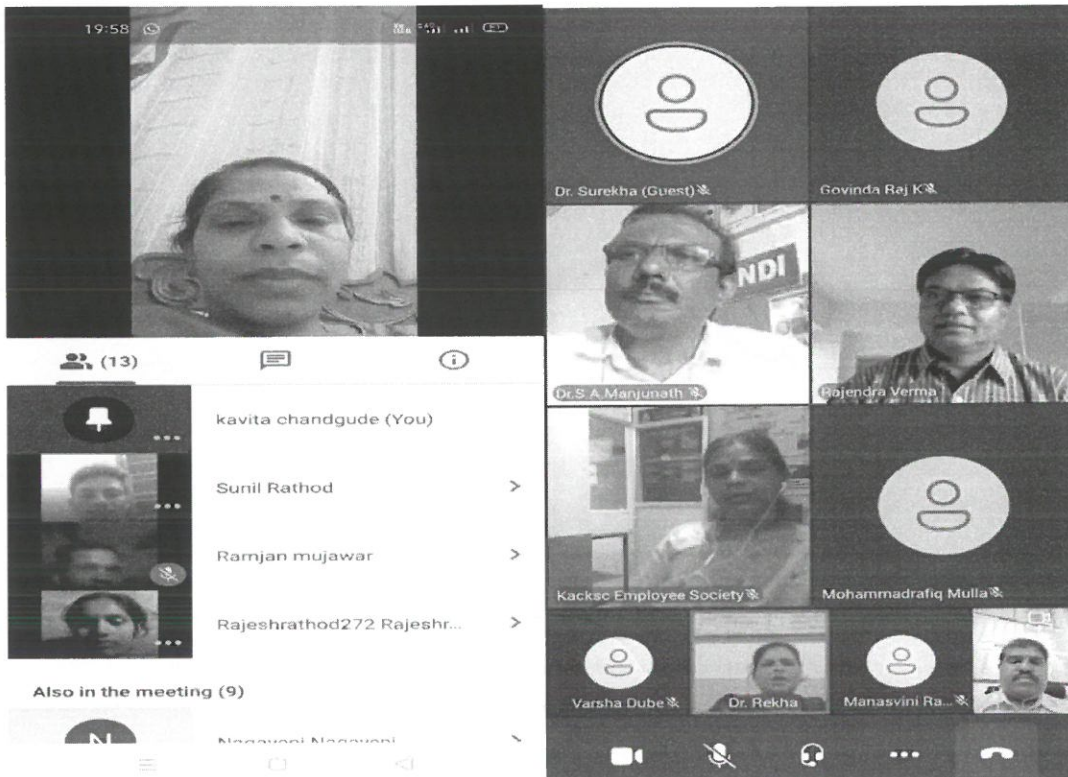 19:58
(13)
kavita chandgude (You)
Sunil Rathod
Ramjan mujawar
Rajeshrathod272 Rajeshr...
Also in the meeting (9)
N
Nagaveni Nagaveni
Dr. Surekha (Guest)
Govinda Raj K
NDI
Dr.S A Manjunath
Rajendra Verma
Kacksc Employee Society
Mohammadrafiq Mulla
Varsha Dube
Dr. Rekha
Manasvini Ra...